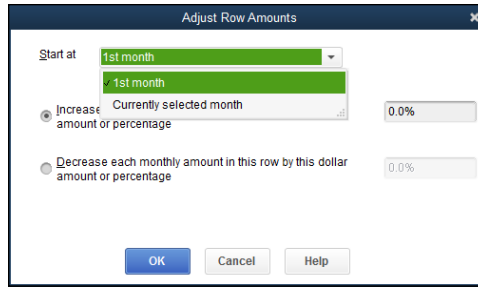 Adjust Row Amounts
Start at
1st month
1st month
Currently selected month
Increase
amount or percentage
0.0%
Decrease each monthly amount in this row by this dollar
amount or percentage
0.0%
OK
Cancel
Help